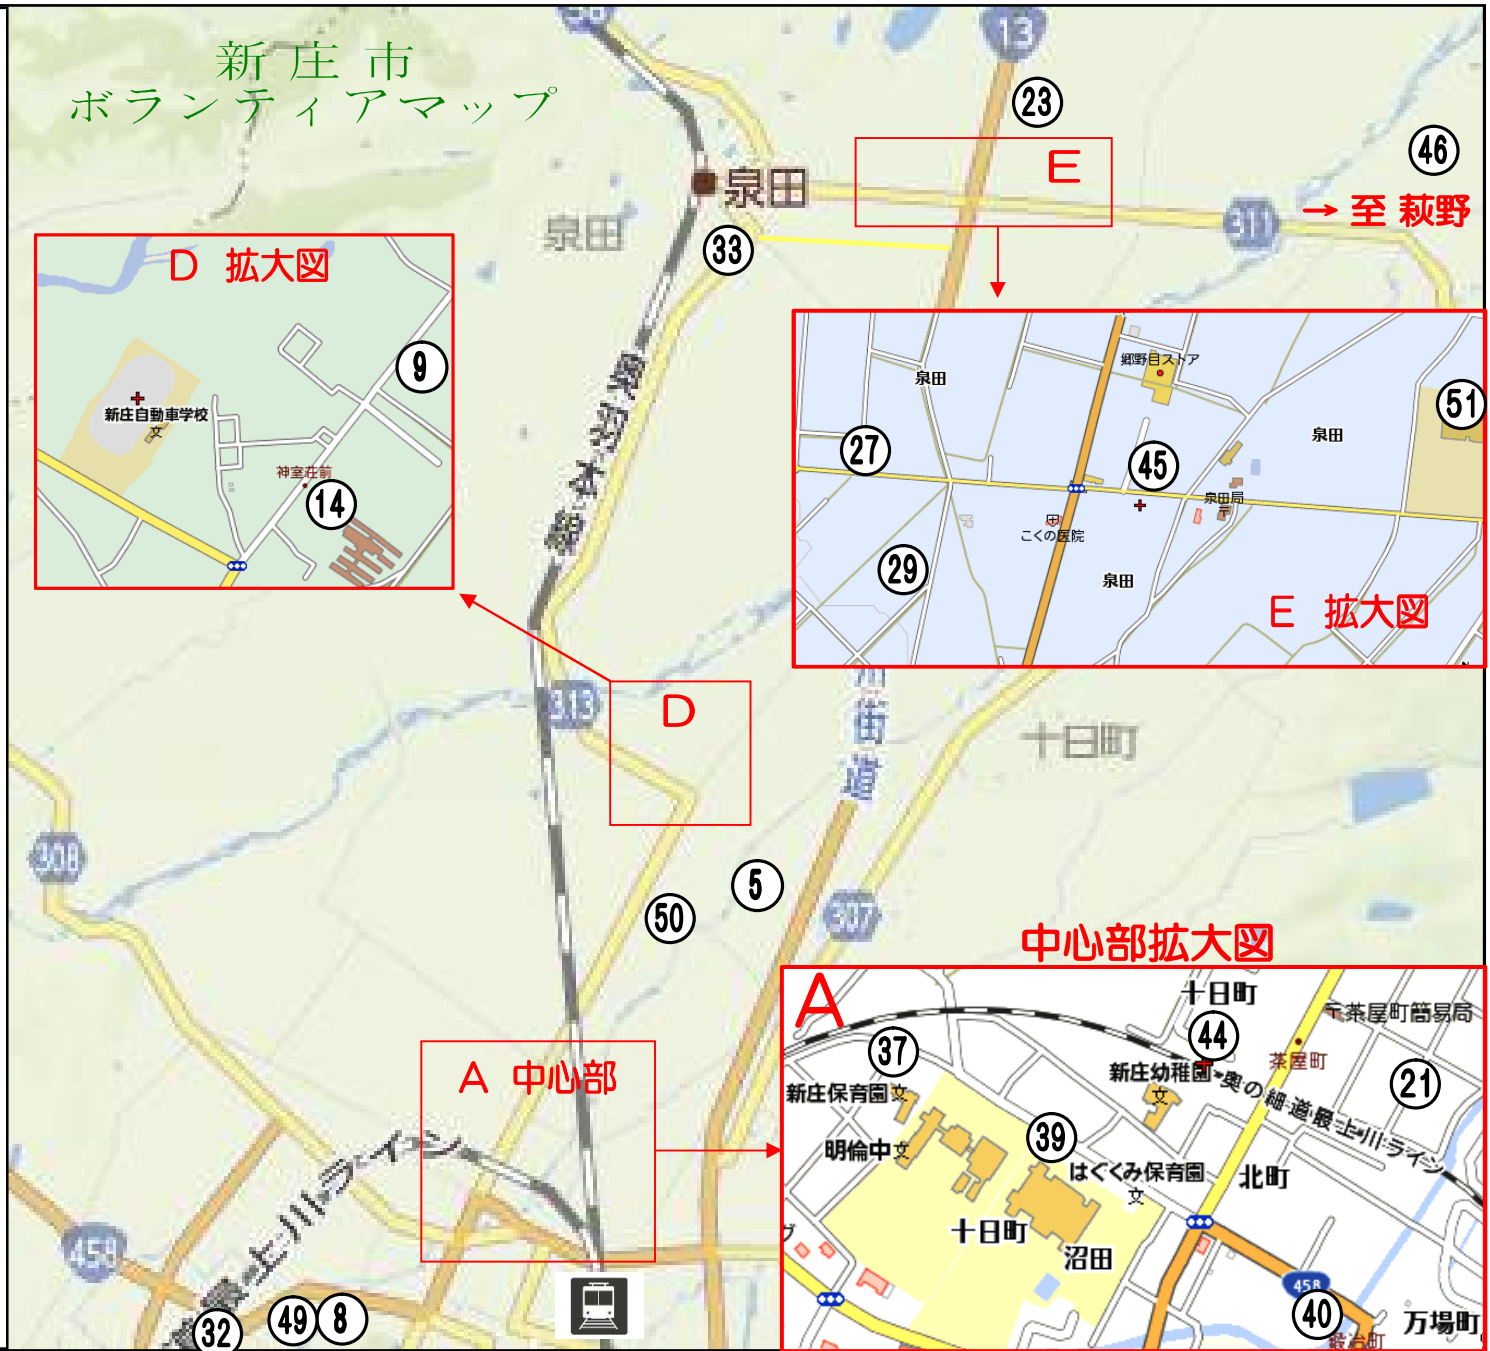 新庄市
ボランティアマップ
13
23
46
E
泉田
泉田
311
→ 至 萩野
33
D 拡大図
9
新庄自動車学校
文
神室荘前
14
郷野目ストア
泉田
51
泉田
27
45
泉田局
こくの医院
29
泉田
E 拡大図
奥羽本線
313
D
街道
十日町
308
5
50
307
中心部拡大図
A
十日町
茶屋町簡易局
44
37
茶屋町
新庄幼稚園
文
21
新庄保育園
文
奥の細道最上川ライン
39
明倫中
文
はぐくみ保育園
文
北町
十日町
沼田
458
40
万場町
鍛冶町
A 中心部
最上川ライン
458
32
49
8